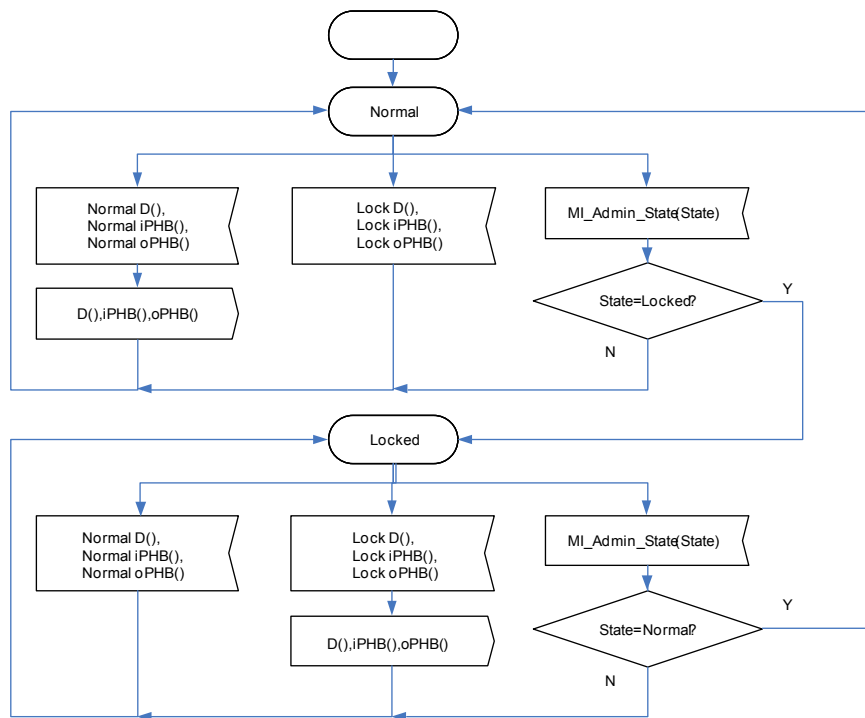 Normal
Normal D(),
Normal iPHB(),
Normal oPHB()
Lock D(),
Lock iPHB(),
Lock oPHB()
MI_Admin_State(State)
D(),iPHB(),oPHB()
State=Locked?
Y
N
Locked
Normal D(),
Normal iPHB(),
Normal oPHB()
Lock D(),
Lock iPHB(),
Lock oPHB()
MI_Admin_State(State)
D(),iPHB(),oPHB()
State=Normal?
Y
N